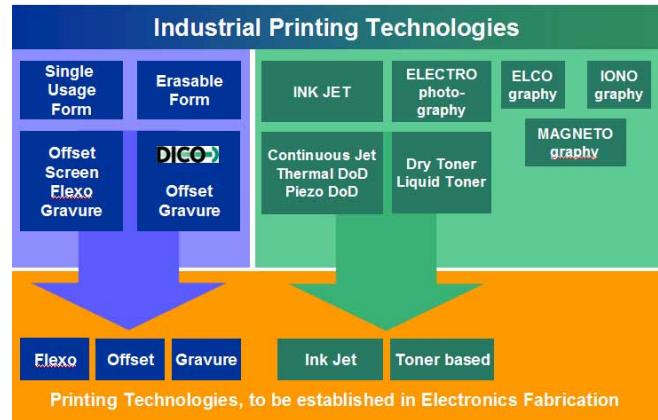 Industrial Printing Technologies
Single
Usage
Form
Erasable
Form
Offset
Screen
Flexo
Gravure
DICO
Offset
Gravure
INK JET
ELECTRO
photo-
graphy
ELCO
graphy
IONO
graphy
MAGNETO
graphy
Continuous Jet
Thermal DoD
Piezo DoD
Dry Toner
Liquid Toner
Flexo
Offset
Gravure
Ink Jet
Toner based
Printing Technologies, to be established in Electronics Fabrication